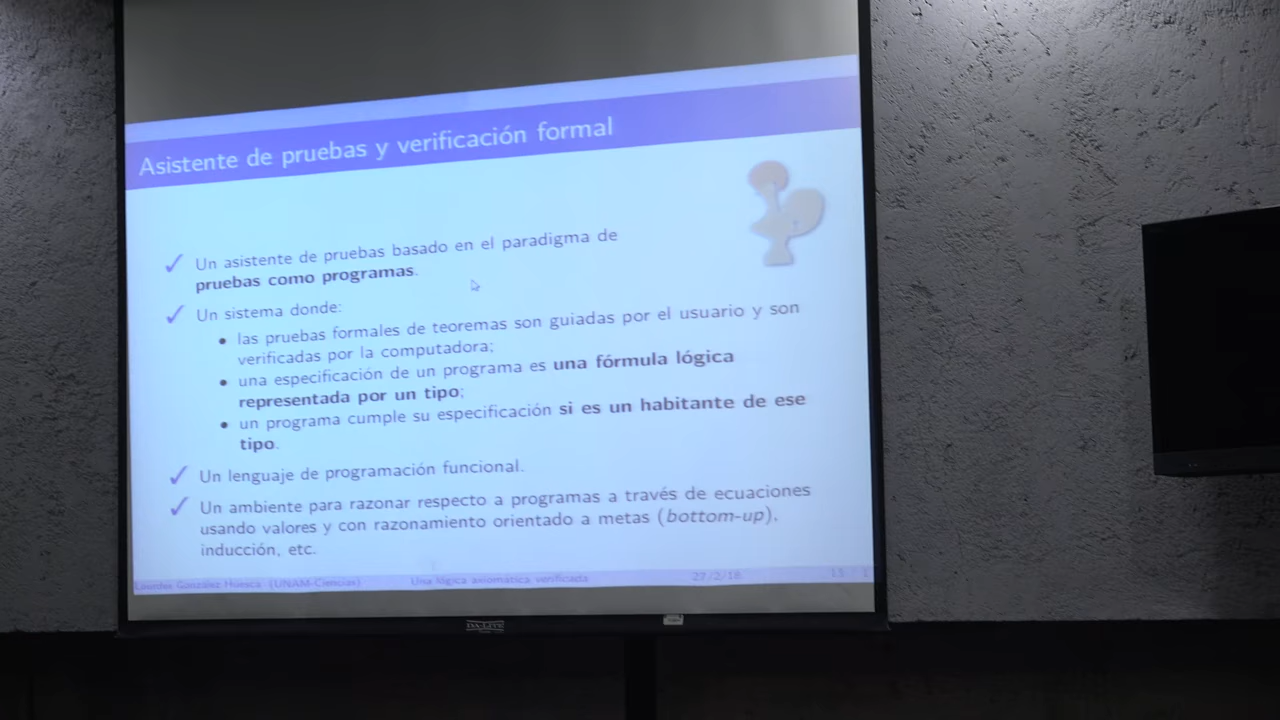 Asistente de pruebas y verificación formal
✓ Un asistente de pruebas basado en el paradigma de
pruebas como programas.
✓ Un sistema donde:
• las pruebas formales de teoremas son guiadas por el usuario y son
verificadas por la computadora;
• una especificación de un programa es una fórmula lógica
representada por un tipo;
• un programa cumple su especificación si es un habitante de ese
tipo.
✓ Un lenguaje de programación funcional.
✓ Un ambiente para razonar respecto a programas a través de ecuaciones
usando valores y con razonamiento orientado a metas (bottom-up),
inducción, etc.
Lourdes González Huesca (UNAM-Ciencias) Una lógica axiomática verificada 27/2/18
DA-LITE